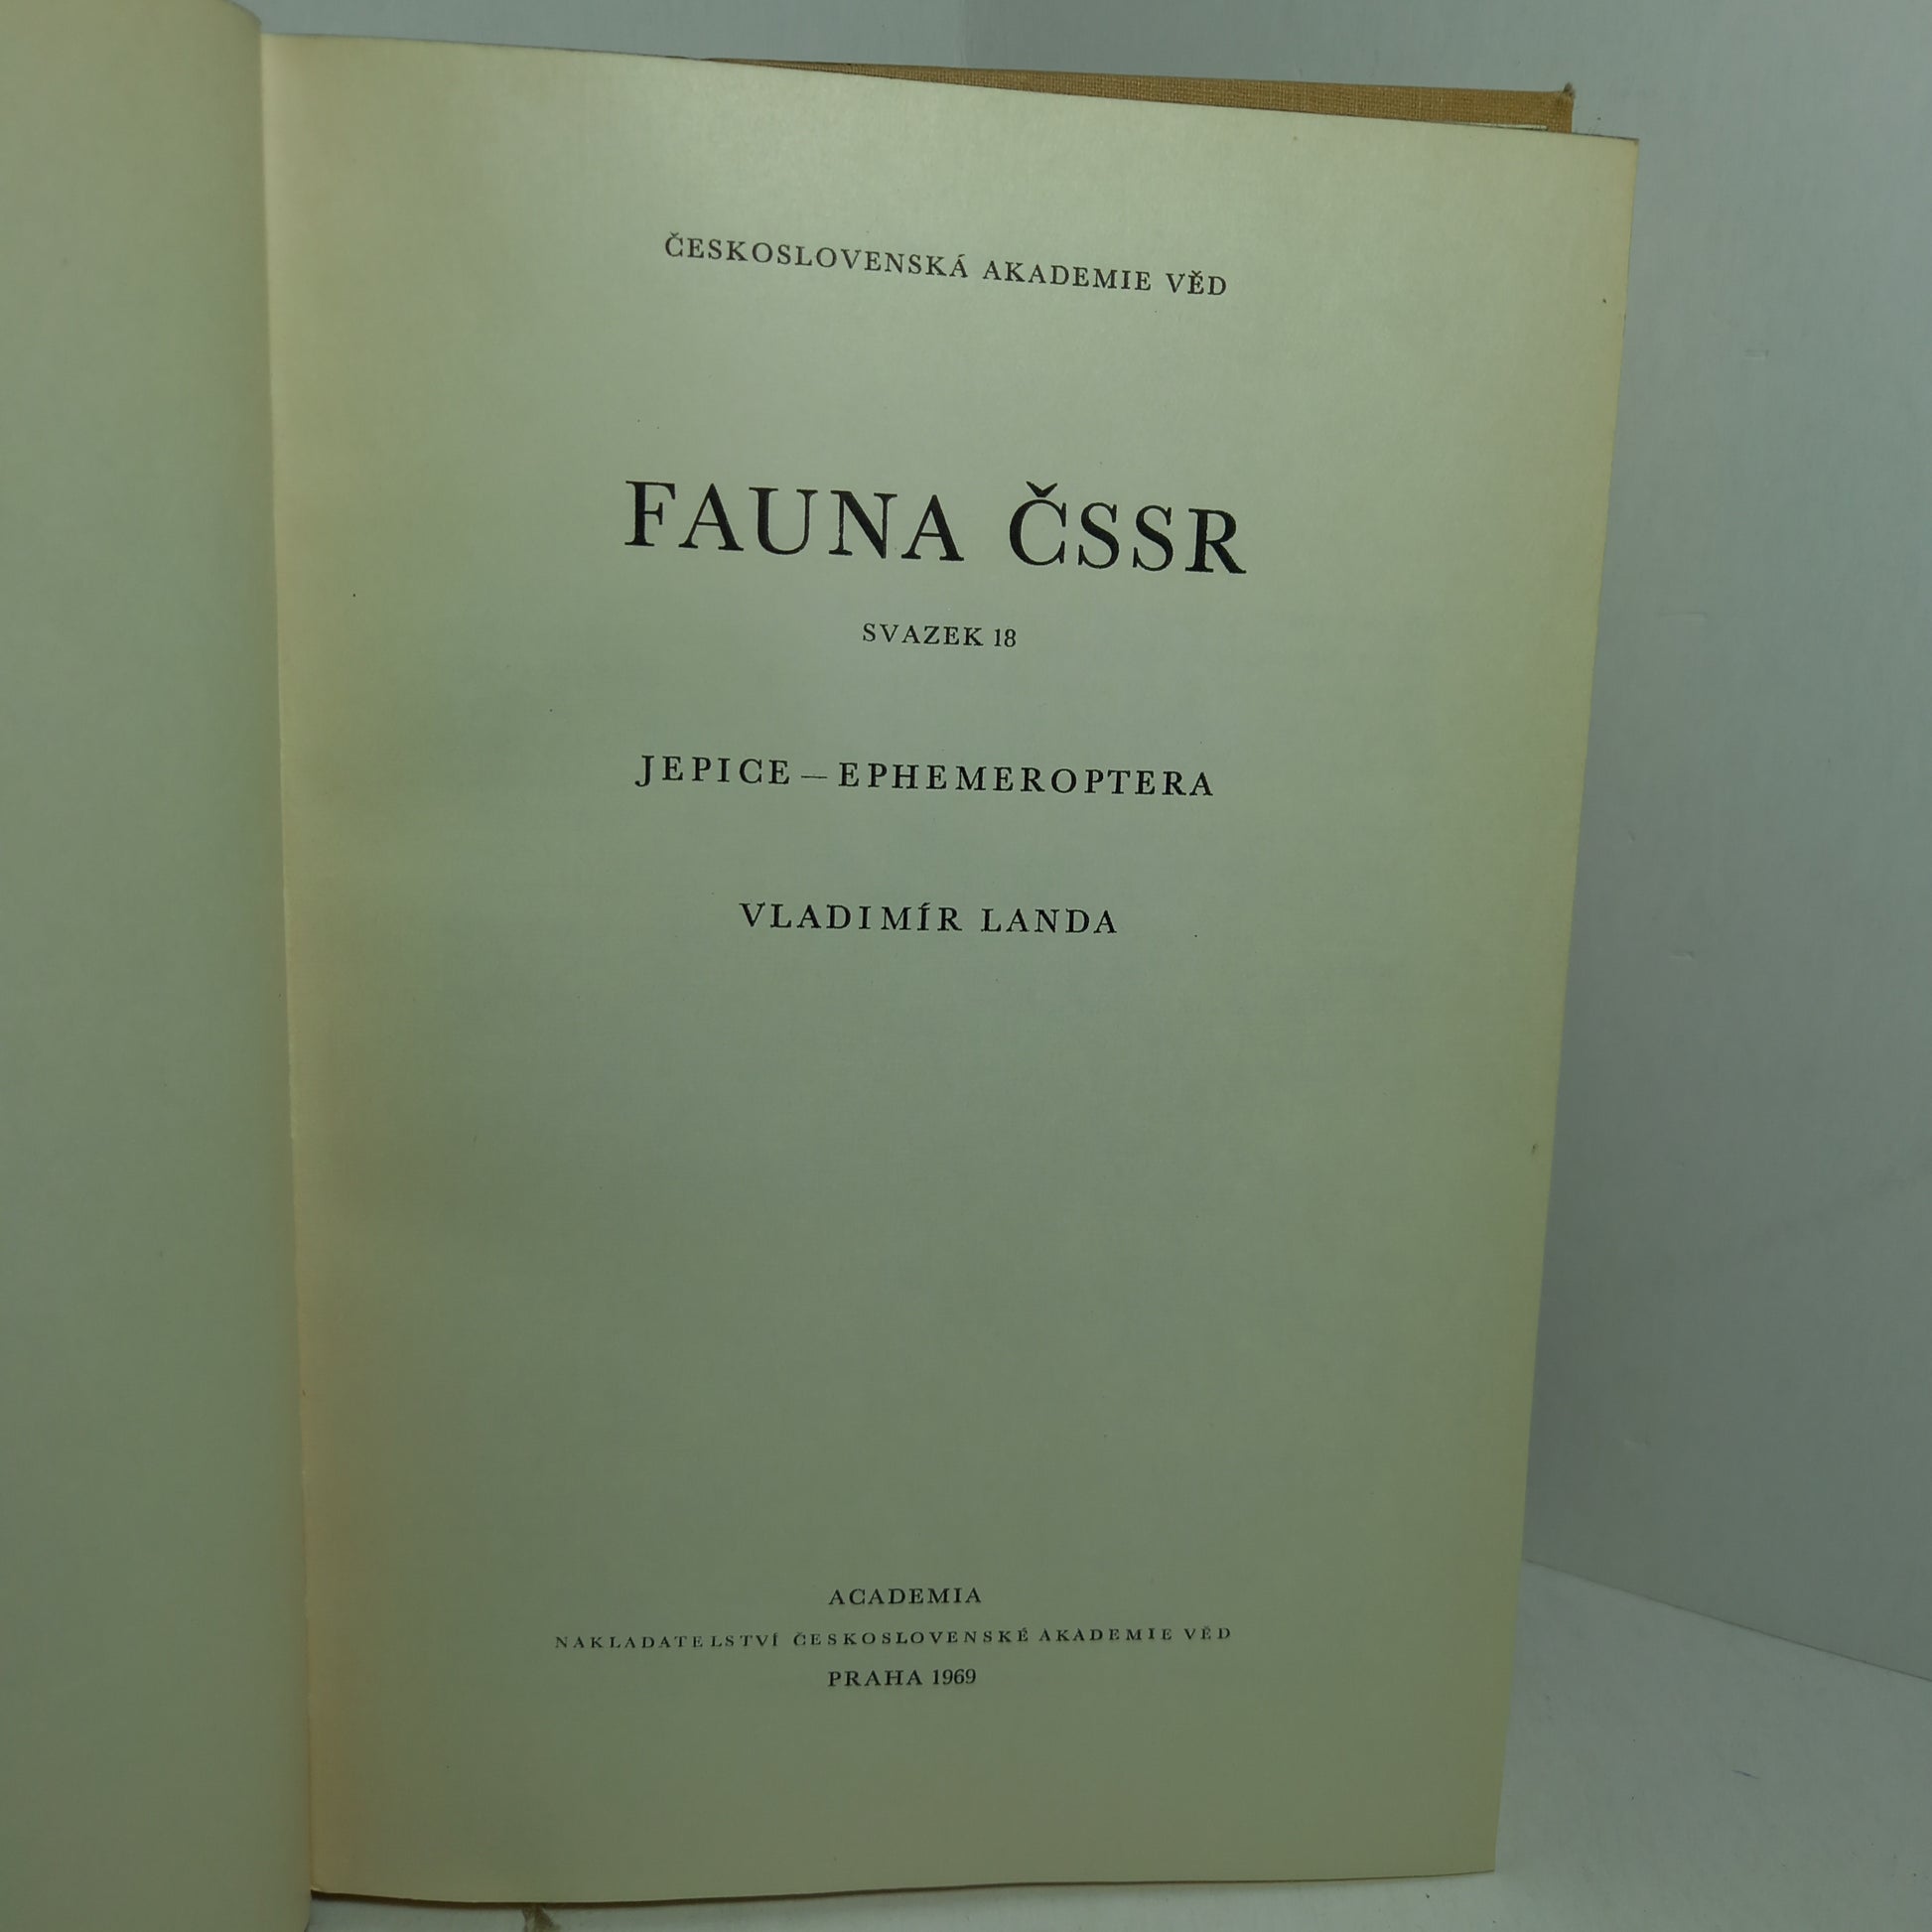 ČESKOSLOVENSKÁ AKADEMIE VĚD
FAUNA ČSSR
SVAZEK 18
JEPICE — EPHEMEROPTERA
VLADIMÍR LANDA
ACADEMIA
NAKLADATELSTVÍ ČESKOSLOVENSKÉ AKADEMIE VĚD
PRAHA 1969